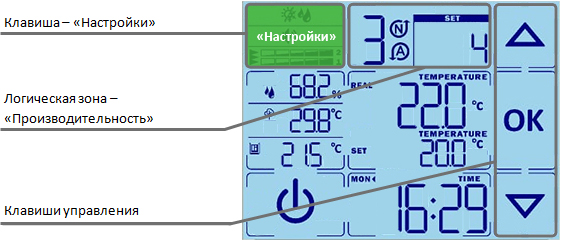 Клавиша – «Настройки»
«Настройки»
3
N
A
SET
4
Логическая зона –
«Производительность»
68.2 %
29.8 °C
21.5 °C
REAL
TEMPERATURE
22.0 °C
TEMPERATURE
SET
20.0 °C
OK
Клавиши управления
MON
TIME
16:29